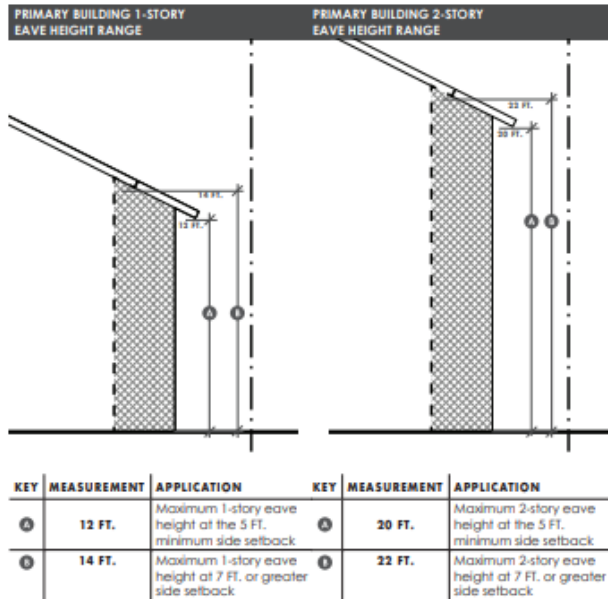 PRIMARY BUILDING 1-STORY
EAVE HEIGHT RANGE
14 FT.
12 FT.
A
B
PRIMARY BUILDING 2-STORY
EAVE HEIGHT RANGE
22 FT.
20 FT.
A
B
KEY MEASUREMENT APPLICATION
A 12 FT. Maximum 1-story eave
height at the 5 FT.
minimum side setback
B 14 FT. Maximum 1-story eave
height at 7 FT. or greater
side setback
KEY MEASUREMENT APPLICATION
A 20 FT. Maximum 2-story eave
height at the 5 FT.
minimum side setback
B 22 FT. Maximum 2-story eave
height at 7 FT. or greater
side setback